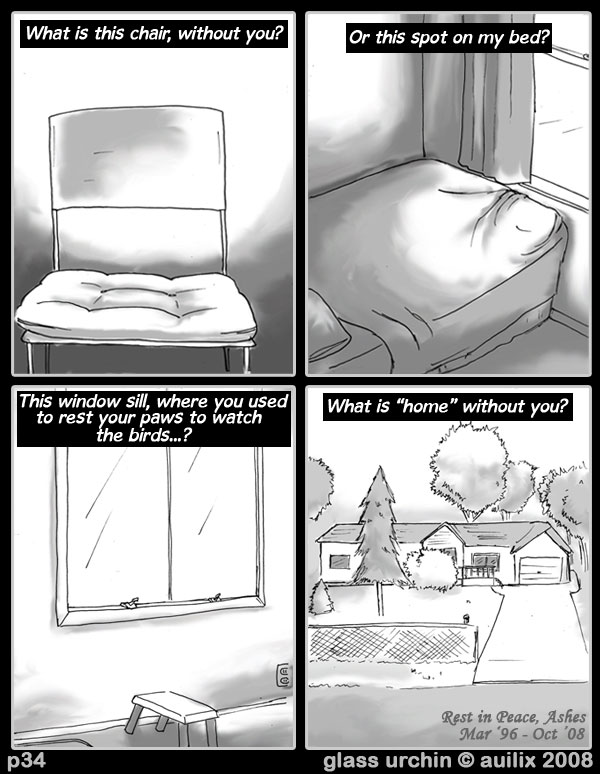 What is this chair, without you?
Or this spot on my bed?
This window sill, where you used
to rest your paws to watch
the birds...?
What is “home” without you?
Rest in Peace, Ashes
Mar '96 - Oct '08
p34
glass urchin © auilix 2008